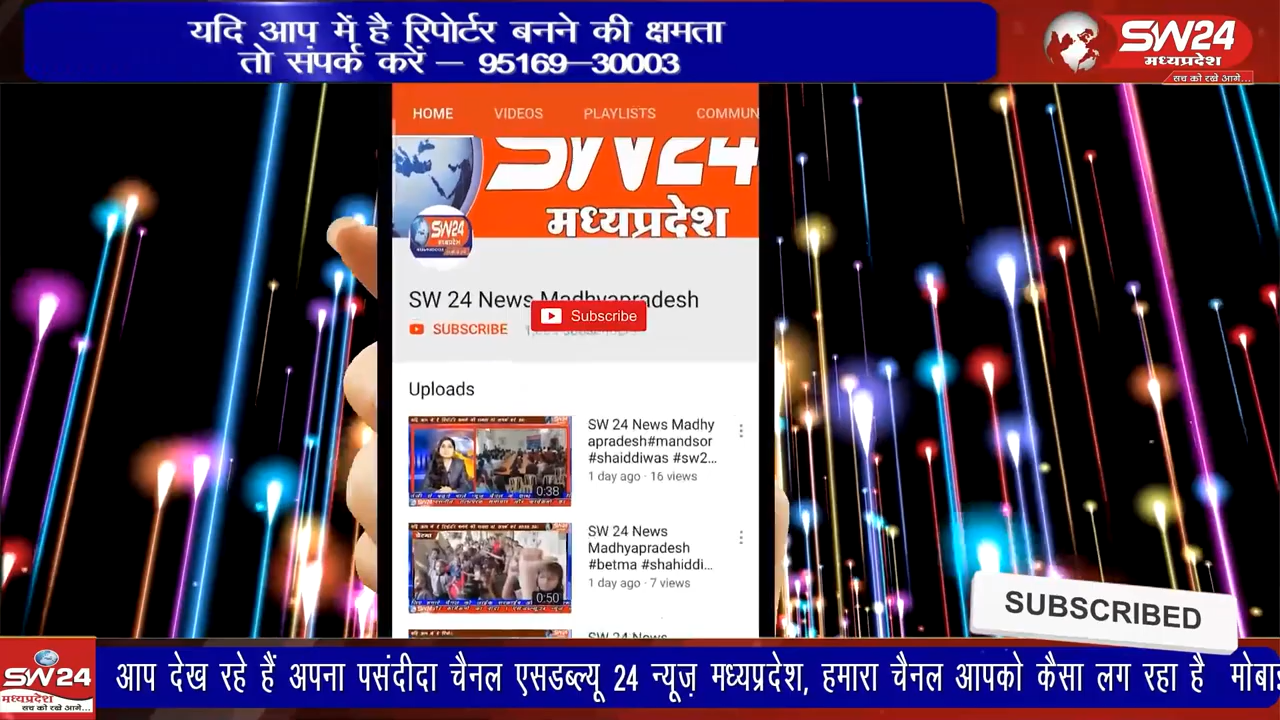 यदि आप में है रिपोर्टर बनने की क्षमता
तो संपर्क करें – 95169–30003
SW24
मध्यप्रदेश
सच को रखे आगे...
HOME VIDEOS PLAYLISTS COMMUN
SW24
मध्यप्रदेश
SW24
SW 24 News Madhyapradesh
SUBSCRIBE
Subscribe
Uploads
SW 24 News Madhy
apradesh#mandsor
#shaiddiwas #sw2...
1 day ago · 16 views
0:38
SW 24 News
Madhyapradesh
#betma #shahiddi...
1 day ago · 7 views
0:50
SW 24 News
SUBSCRIBED
SW24
मध्यप्रदेश
सच को रखे आगे...
आप देख रहे हैं अपना पसंदीदा चैनल एसडब्ल्यू 24 न्यूज़ मध्यप्रदेश, हमारा चैनल आपको कैसा लग रहा है मोबाइ